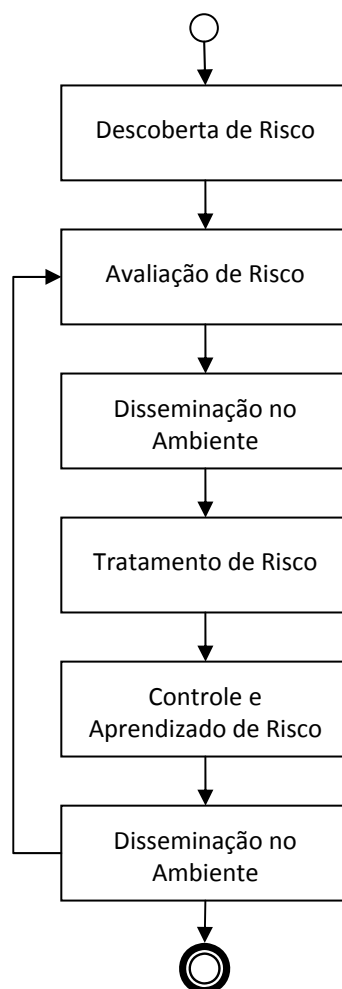 Descoberta de Risco
Avaliação de Risco
Disseminação no
Ambiente
Tratamento de Risco
Controle e
Aprendizado de Risco
Disseminação no
Ambiente